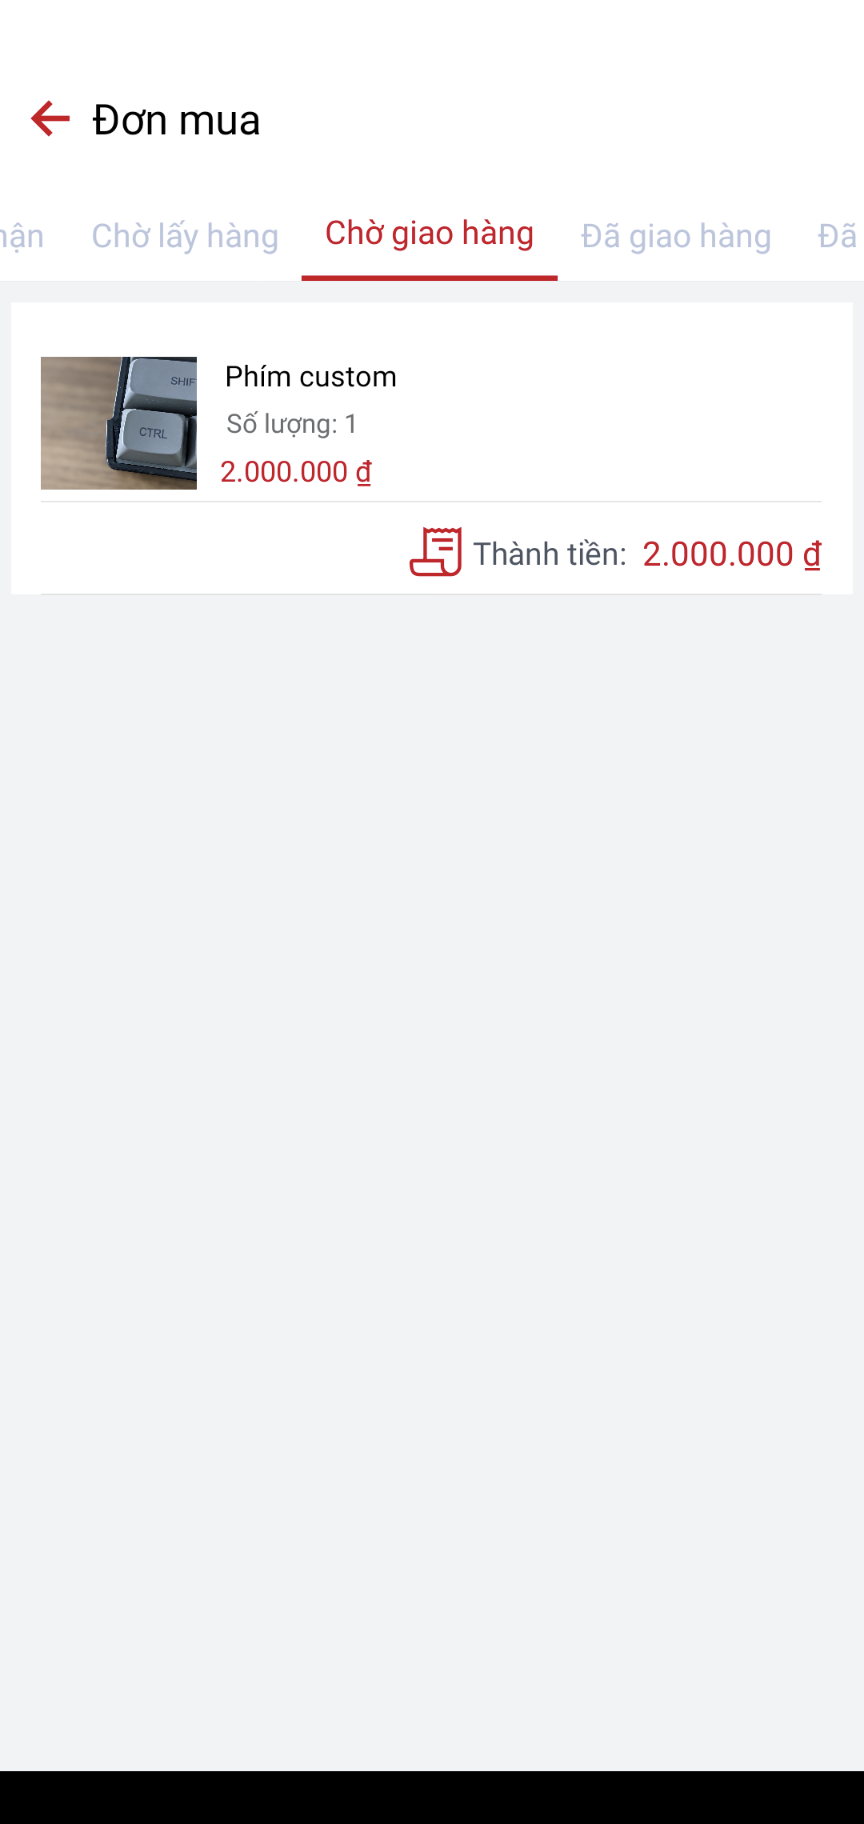 Đơn mua
Chờ lấy hàng Chờ giao hàng Đã giao hàng Đã
SHIF
CTRL
Phím custom
Số lượng: 1
2.000.000 ₫
Thành tiền: 2.000.000 ₫